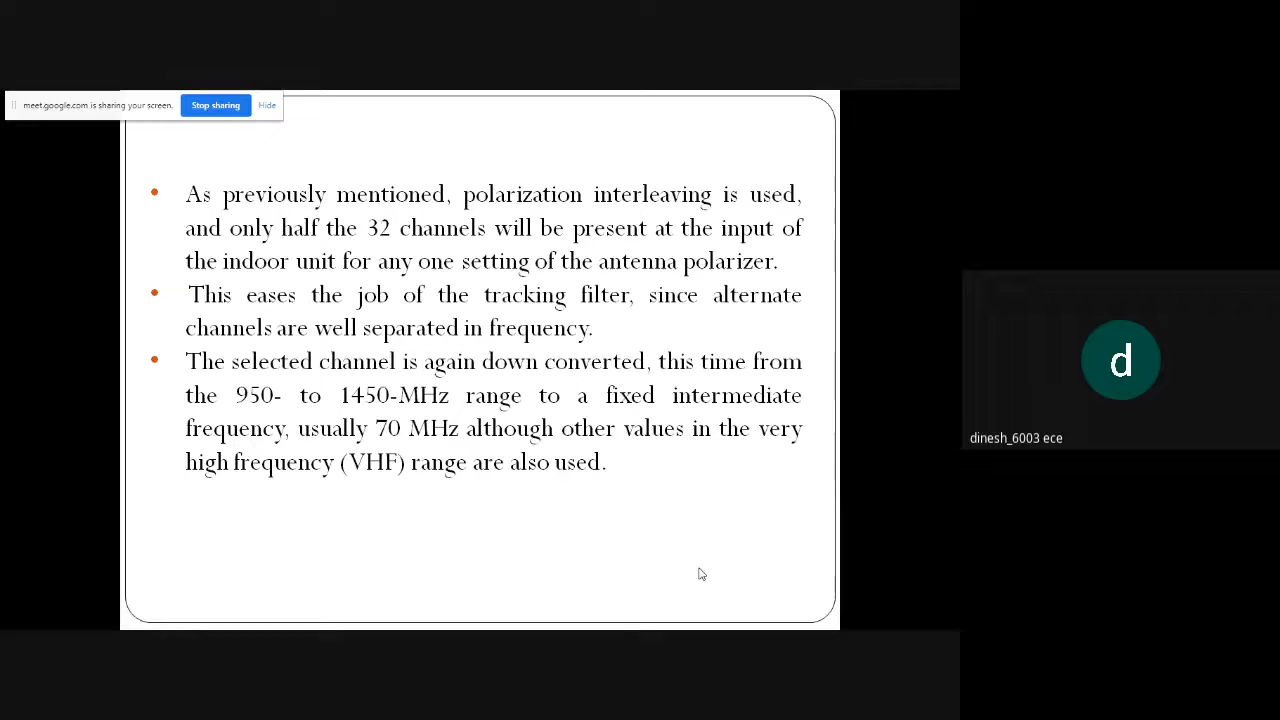 meet.google.com is sharing your screen. Stop sharing Hide
• As previously mentioned, polarization interleaving is used,
and only half the 32 channels will be present at the input of
the indoor unit for any one setting of the antenna polarizer.
• This eases the job of the tracking filter, since alternate
channels are well separated in frequency.
• The selected channel is again down converted, this time from
the 950- to 1450-MHz range to a fixed intermediate
frequency, usually 70 MHz although other values in the very
high frequency (VHF) range are also used.
d
dinesh_6003 ece